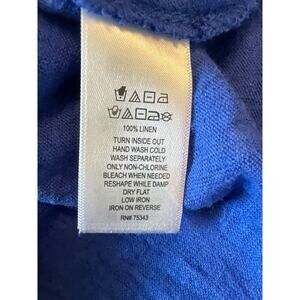 100% LINEN
TURN INSIDE OUT
HAND WASH COLD
WASH SEPARATELY
ONLY NON-CHLORINE
BLEACH WHEN NEEDED
RESHAPE WHILE DAMP
DRY FLAT
LOW IRON
IRON ON REVERSE
RN# 75343